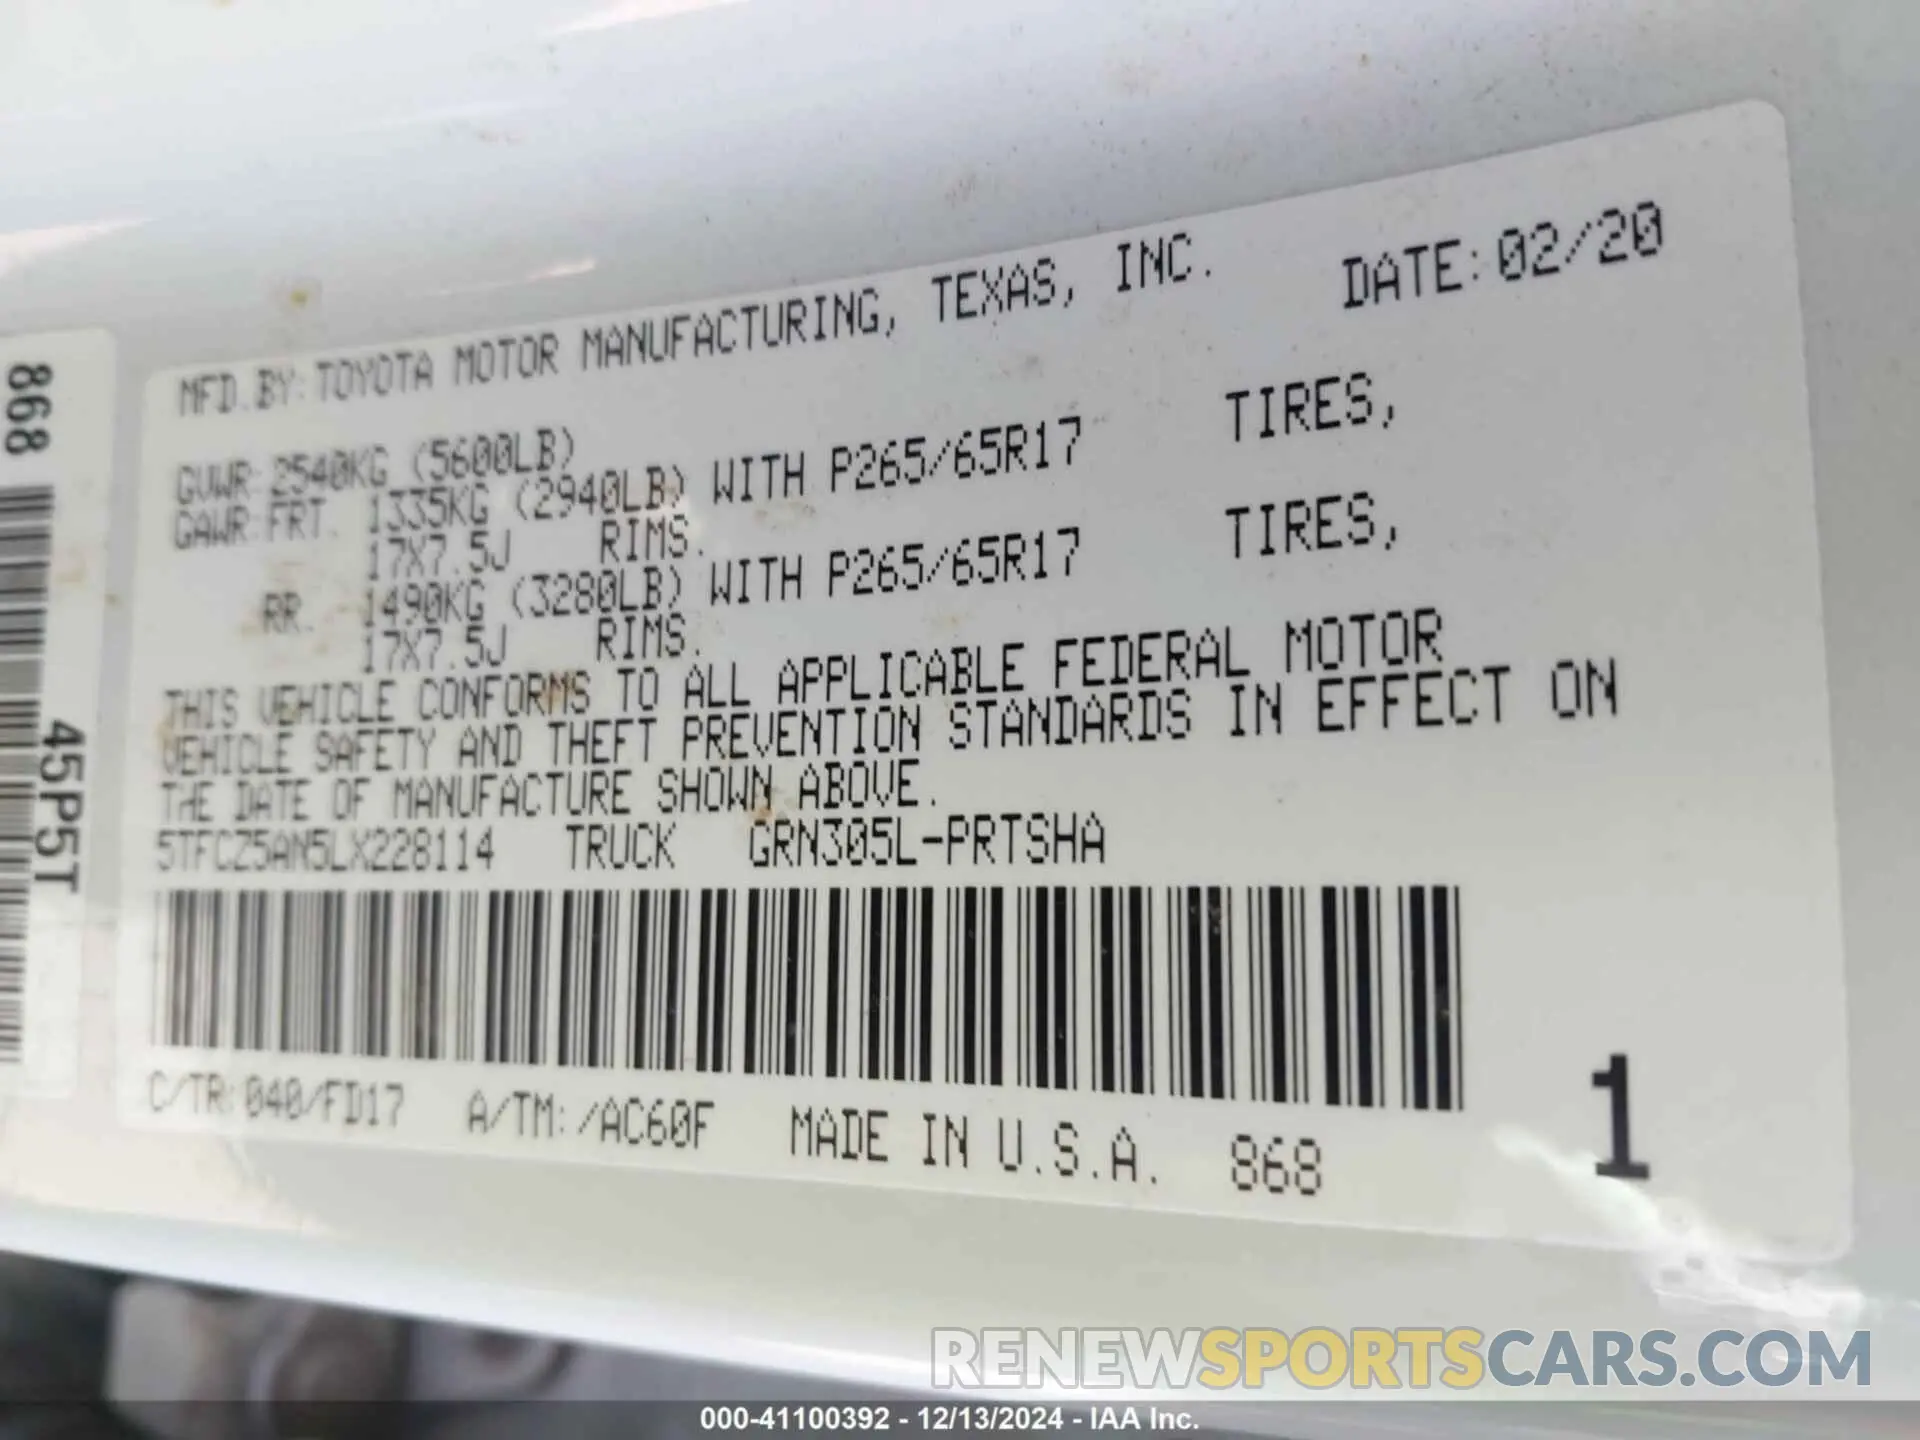 MFD.BY:TOYOTA MOTOR MANUFACTURING, TEXAS, INC. DATE:02/20
GVWR:2540KG (5600LB)
GAWR:FRT. 1335KG (2940LB) WITH P265/65R17 TIRES,
17X7.5J RIMS.
RR. 1490KG (3280LB) WITH P265/65R17 TIRES,
17X7.5J RIMS.
THIS VEHICLE CONFORMS TO ALL APPLICABLE FEDERAL MOTOR
VEHICLE SAFETY AND THEFT PREVENTION STANDARDS IN EFFECT ON
THE DATE OF MANUFACTURE SHOWN ABOVE.
5TFCZ5AN5LX228114 TRUCK GRN305L-PRTSHA
C/TR:040/FD17 A/TM:/AC60F MADE IN U.S.A. 868
1
868
45P5T
RENEWSPORTSCARS.COM
000-41100392 - 12/13/2024 - IAA Inc.